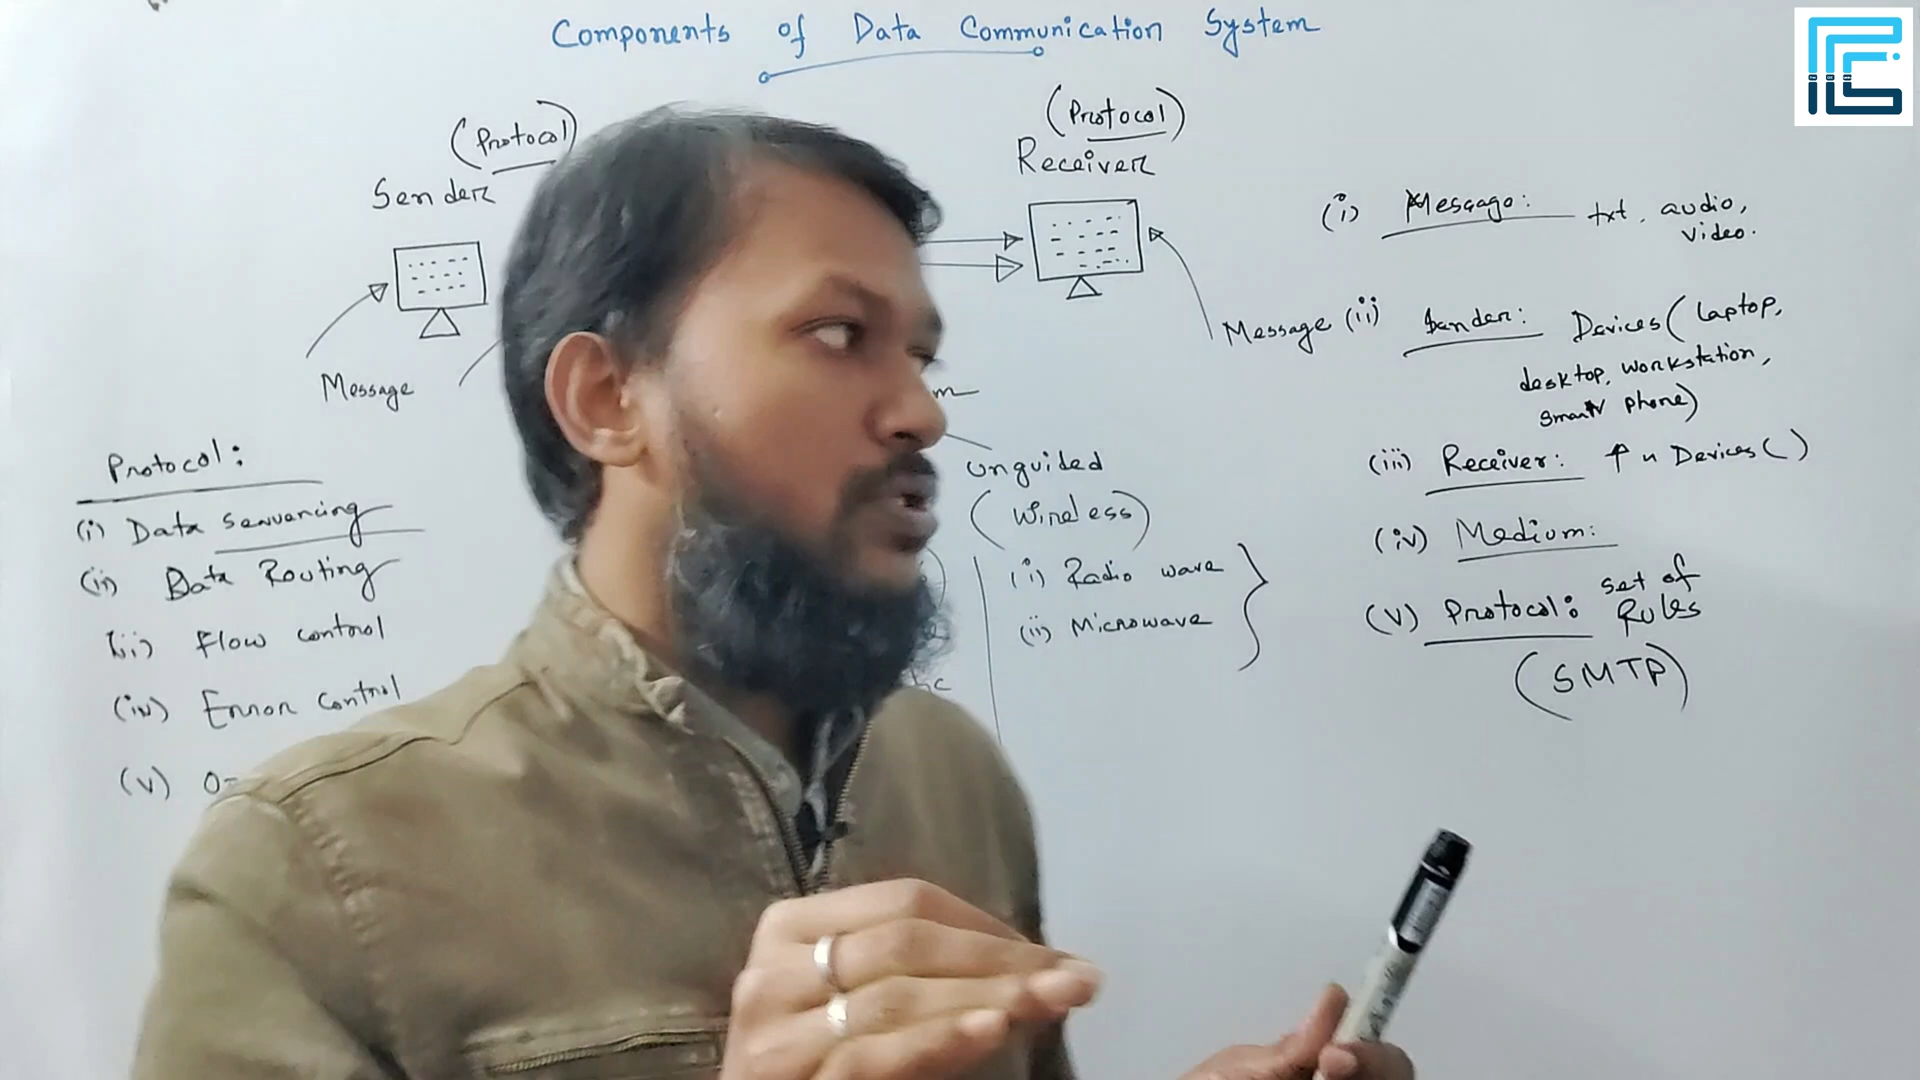 Components of Data Communication System
(Protocol)
Sender
Message
(Protocol)
Receiver
Message
unguided
(Wireless)
(i) Radio wave
(ii) Microwave
Protocol:
(i) Data
(ii) Data Routing
(iii) Flow control
(iv) Error control
(v)
(i) Message: txt, audio,
video.
(ii) Sender: Devices (laptop,
desktop, workstation,
smart phone)
(iii) Receiver: Devices ( )
(iv) Medium:
(v) Protocol: set of
Rules
(SMTP)